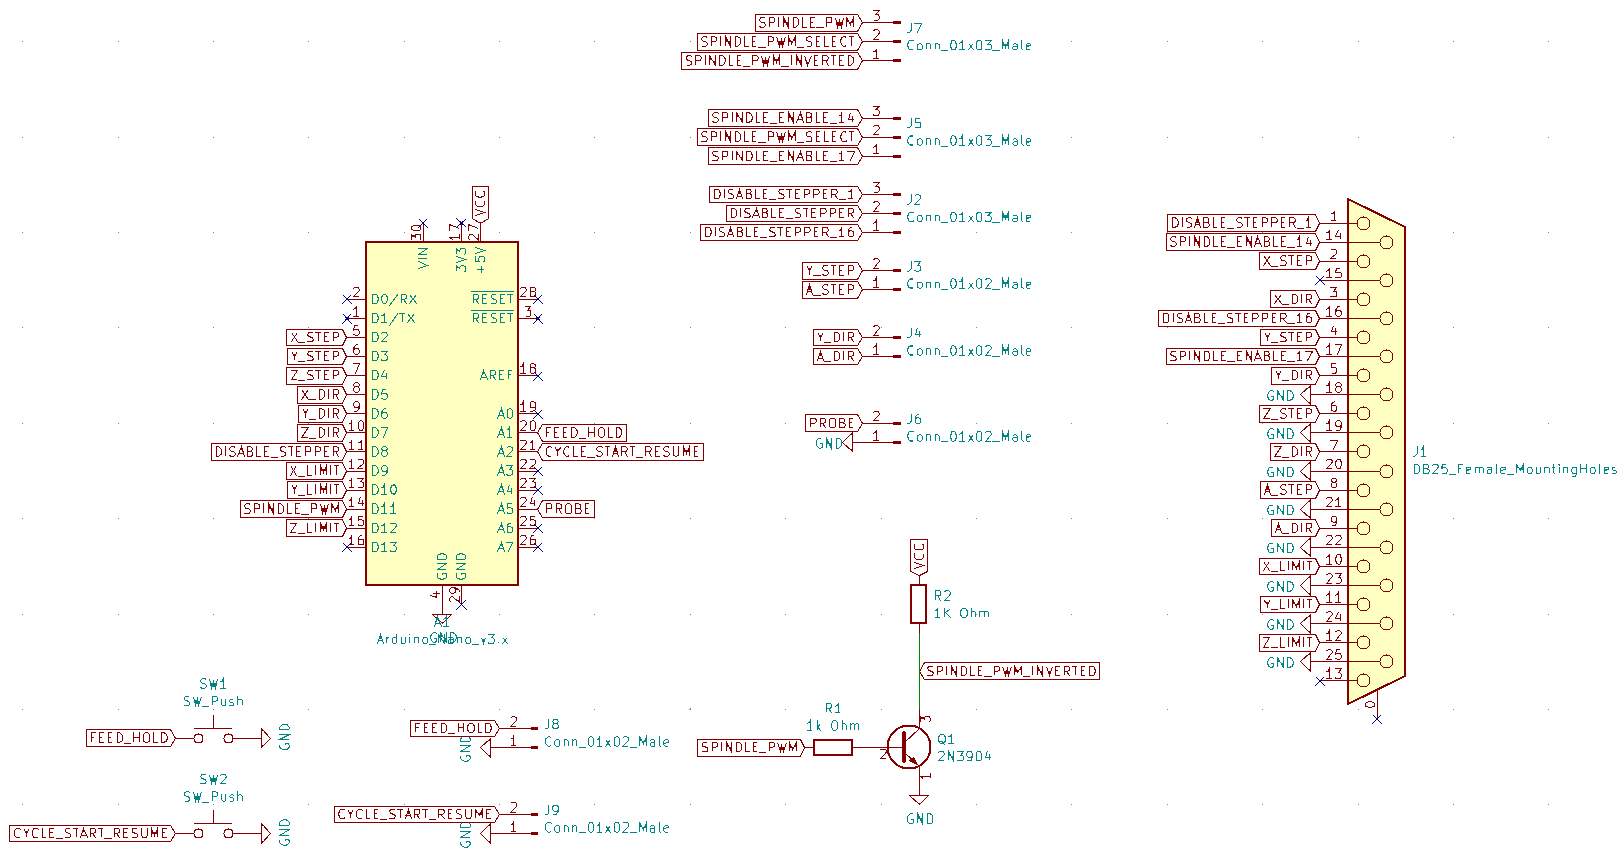 SPINDLE_PWM 3
SPINDLE_PWM_SELECT 2
SPINDLE_PWM_INVERTED 1
J7
Conn_01x03_Male
SPINDLE_ENABLE_14 3
SPINDLE_PWM_SELECT 2
SPINDLE_ENABLE_17 1
J5
Conn_01x03_Male
DISABLE_STEPPER_1 3
DISABLE_STEPPER 2
DISABLE_STEPPER_16 1
J2
Conn_01x03_Male
Y_STEP 2
A_STEP 1
J3
Conn_01x02_Male
Y_DIR 2
A_DIR 1
J4
Conn_01x02_Male
PROBE 2
GND 1
J6
Conn_01x02_Male
VCC
30 17 27
VIN 3V3 +5V
2 D0/RX
1 D1/TX
X_STEP 5 D2
Y_STEP 6 D3
Z_STEP 7 D4
X_DIR 8 D5
Y_DIR 9 D6
Z_DIR 10 D7
DISABLE_STEPPER 11 D8
X_LIMIT 12 D9
Y_LIMIT 13 D10
SPINDLE_PWM 14 D11
Z_LIMIT 15 D12
16 D13
RESET 28
RESET 3
AREF 18
A0 19
A1 20 FEED_HOLD
A2 21 CYCLE_START_RESUME
A3 22
A4 23
A5 24 PROBE
A6 25
A7 26
GND GND
4 29
A1
Arduino_Nano_v3.x
GND
DISABLE_STEPPER_1 1
SPINDLE_ENABLE_14 14
X_STEP 2
15
X_DIR 3
DISABLE_STEPPER_16 16
Y_STEP 4
SPINDLE_ENABLE_17 17
Y_DIR 5
GND 18
Z_STEP 6
GND 19
Z_DIR 7
GND 20
A_STEP 8
GND 21
A_DIR 9
GND 22
X_LIMIT 10
GND 23
Y_LIMIT 11
GND 24
Z_LIMIT 12
GND 25
13
0
J1
DB25_Female_MountingHoles
VCC
R2
1K Ohm
SPINDLE_PWM_INVERTED
R1
1k Ohm
SPINDLE_PWM
2
3
1
Q1
2N3904
GND
SW1
SW_Push
FEED_HOLD
GND
SW2
SW_Push
CYCLE_START_RESUME
GND
FEED_HOLD 2
GND 1
J8
Conn_01x02_Male
CYCLE_START_RESUME 2
GND 1
J9
Conn_01x02_Male